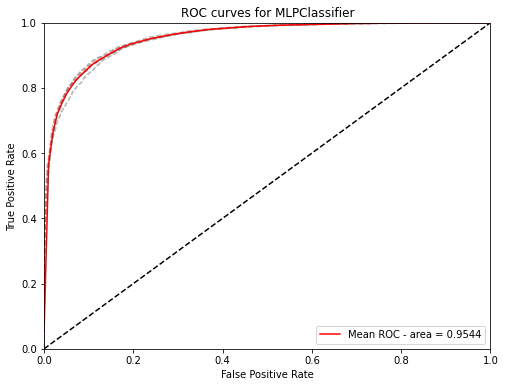 ROC curves for MLPClassifier
True Positive Rate
1.0
0.8
0.6
0.4
0.2
0.0
Mean ROC - area = 0.9544
0.0 0.2 0.4 0.6 0.8 1.0
False Positive Rate